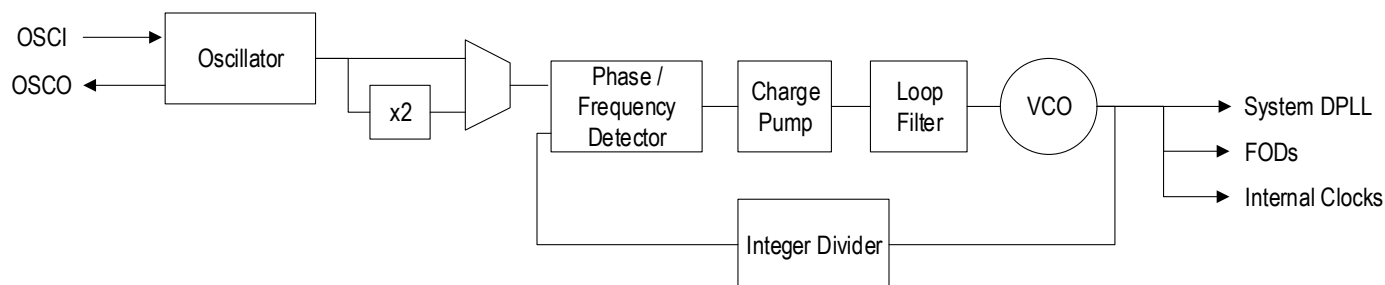 OSCI
OSCO
Oscillator
x2
Phase /
Frequency
Detector
Charge
Pump
Loop
Filter
VCO
System DPLL
FODs
Internal Clocks
Integer Divider